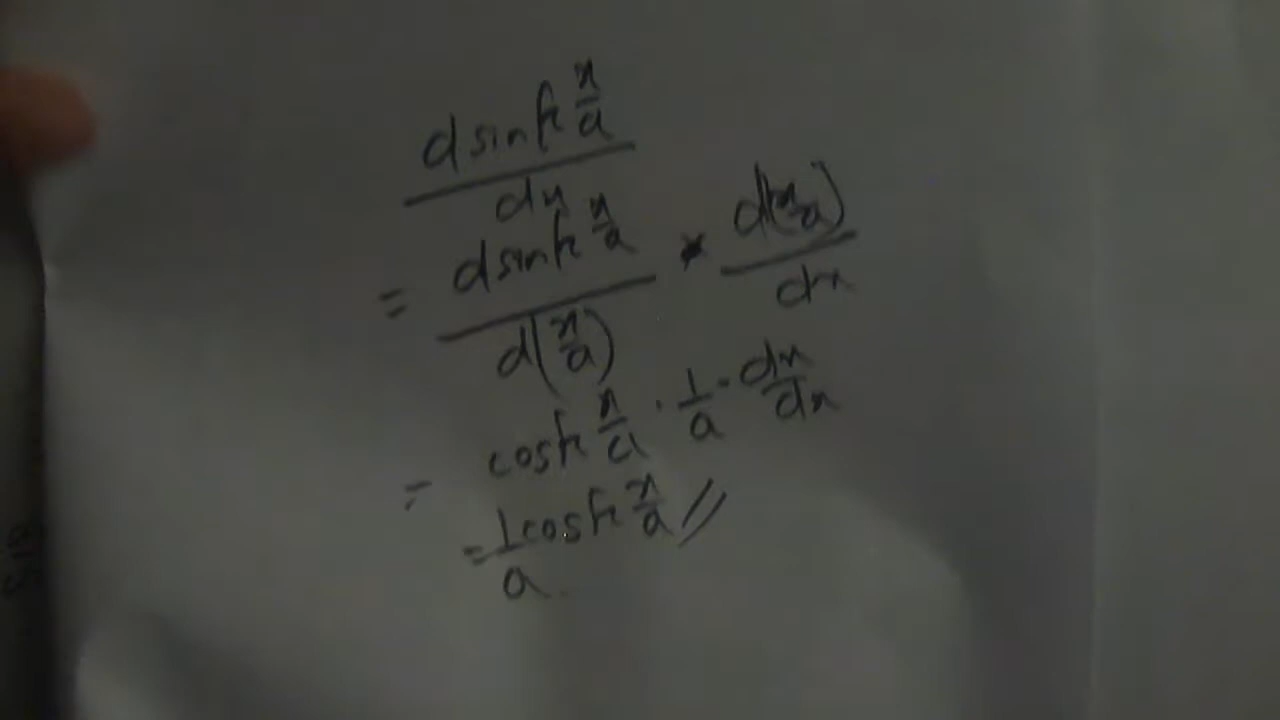 d sinh x/a
dx
= d sinh x/a * d(x/a)
d(x/a) dx
= cosh x/a · 1/a · dx/dx
= 1/a cosh x/a //